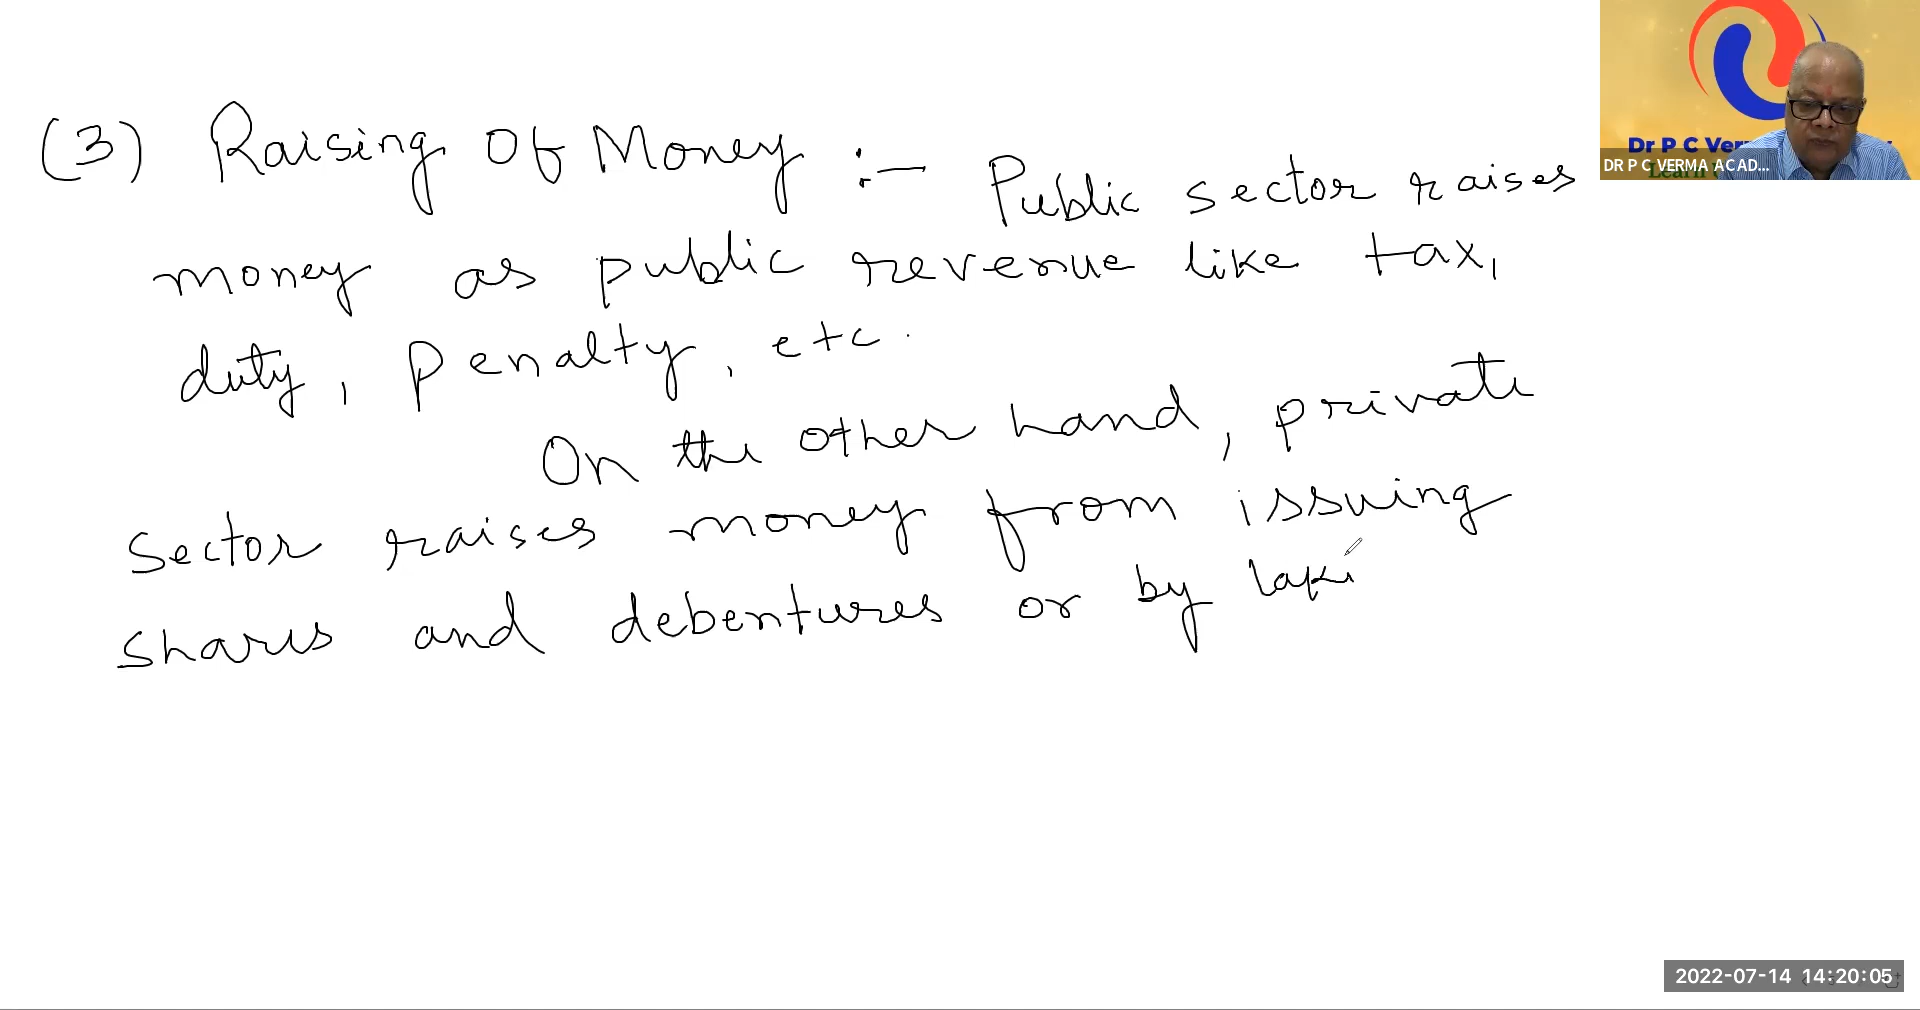 (3) Raising Of Money :- Public sector raises
money as public revenue like tax,
duty, Penalty, etc.
On the other hand, private
Sector raises money from issuing
shares and debentures or by
Dr P C Ver
DR P C VERMA ACAD...
Learn
2022-07-14 14:20:05